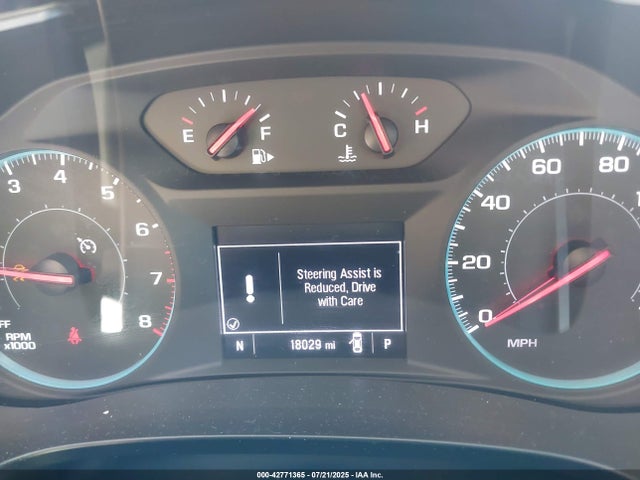 E
F
C
H
3
4
5
6
7
8
OFF
RPM
x1000
Steering Assist is
Reduced, Drive
with Care
N
18029 mi
P
0
20
40
60
80
MPH
000-42771365 | 07/21/2025 | IAA Inc.